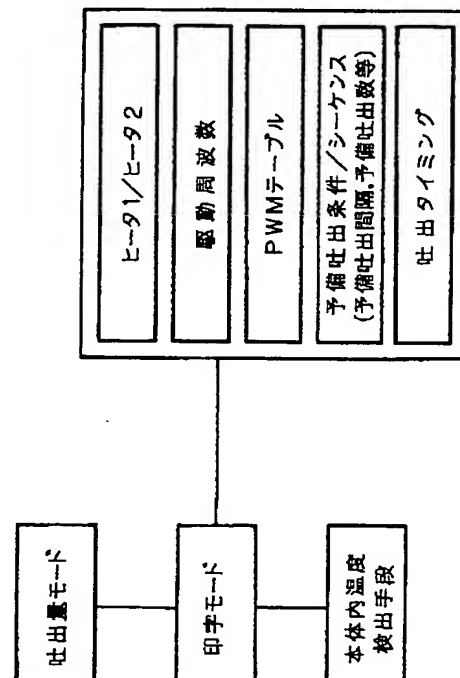 吐出量モード
印字モード
本体内温度
検出手段
ヒータ1/ヒータ2
駆動周波数
PWMテーブル
予備吐出条件/シーケンス
(予備吐出間隔,予備吐出数等)
吐出タイミング